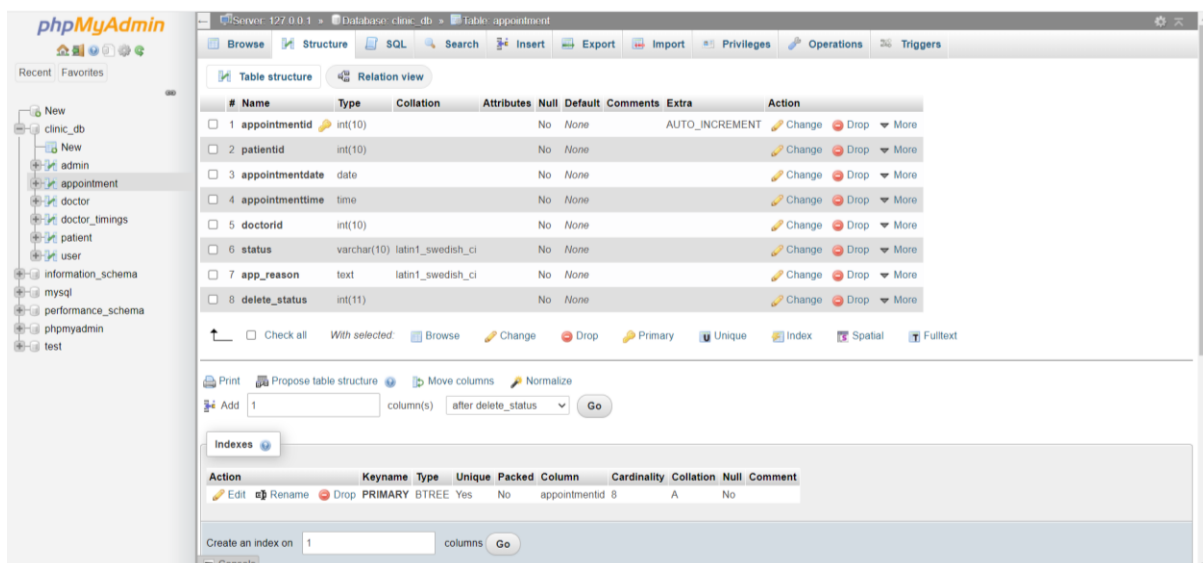 phpMyAdmin
Recent Favorites
New
clinic_db
New
admin
appointment
doctor
doctor_timings
patient
user
information_schema
mysql
performance_schema
phpmyadmin
test
Server: 127.0.0.1 » Database: clinic_db » Table: appointment
Browse Structure SQL Search Insert Export Import Privileges Operations Triggers
Table structure Relation view
# Name Type Collation Attributes Null Default Comments Extra Action
1 appointmentid int(10) No None AUTO_INCREMENT Change Drop More
2 patientid int(10) No None Change Drop More
3 appointmentdate date No None Change Drop More
4 appointmenttime time No None Change Drop More
5 doctorid int(10) No None Change Drop More
6 status varchar(10) latin1_swedish_ci No None Change Drop More
7 app_reason text latin1_swedish_ci No None Change Drop More
8 delete_status int(11) No None Change Drop More
Check all With selected: Browse Change Drop Primary Unique Index Spatial Fulltext
Print Propose table structure Move columns Normalize
Add 1 column(s) after delete_status Go
Indexes
Action Keyname Type Unique Packed Column Cardinality Collation Null Comment
Edit Rename Drop PRIMARY BTREE Yes No appointmentid 8 A No
Create an index on 1 columns Go